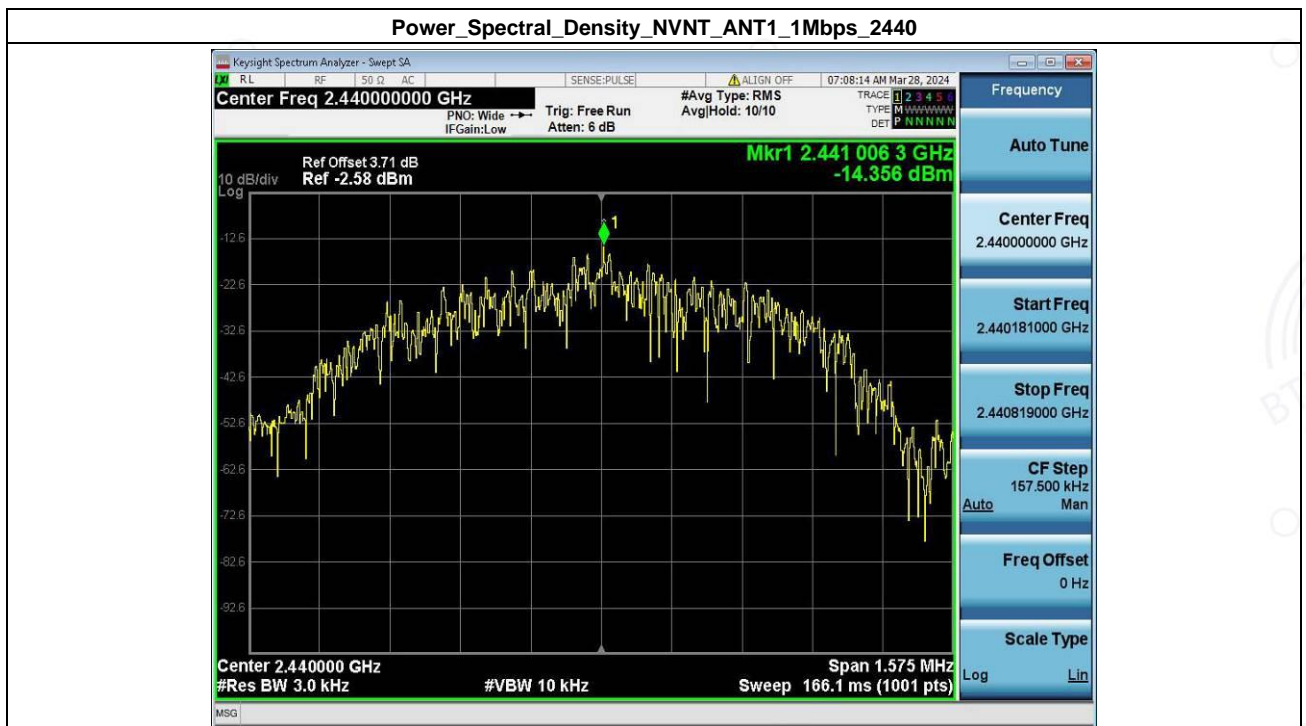 Power_Spectral_Density_NVNT_ANT1_1Mbps_2440
Keysight Spectrum Analyzer - Swept SA
RL RF 50 Ω AC SENSE:PULSE ALIGN OFF 07:08:14 AM Mar 28, 2024
Center Freq 2.440000000 GHz
PNO: Wide
IFGain:Low
Trig: Free Run
Atten: 6 dB
#Avg Type: RMS
Avg|Hold: 10/10
TRACE 1 2 3 4 5 6
TYPE M WWWWW
DET P N N N N N
Frequency
Auto Tune
Center Freq
2.440000000 GHz
Start Freq
2.440181000 GHz
Stop Freq
2.440819000 GHz
CF Step
157.500 kHz
Auto Man
Freq Offset
0 Hz
Scale Type
Log Lin
Mkr1 2.441 006 3 GHz
-14.356 dBm
Ref Offset 3.71 dB
10 dB/div Ref -2.58 dBm
Log
1
-12.6
-22.6
-32.6
-42.6
-52.6
-62.6
-72.6
-82.6
-92.6
Center 2.440000 GHz Span 1.575 MHz
#Res BW 3.0 kHz #VBW 10 kHz Sweep 166.1 ms (1001 pts)
MSG